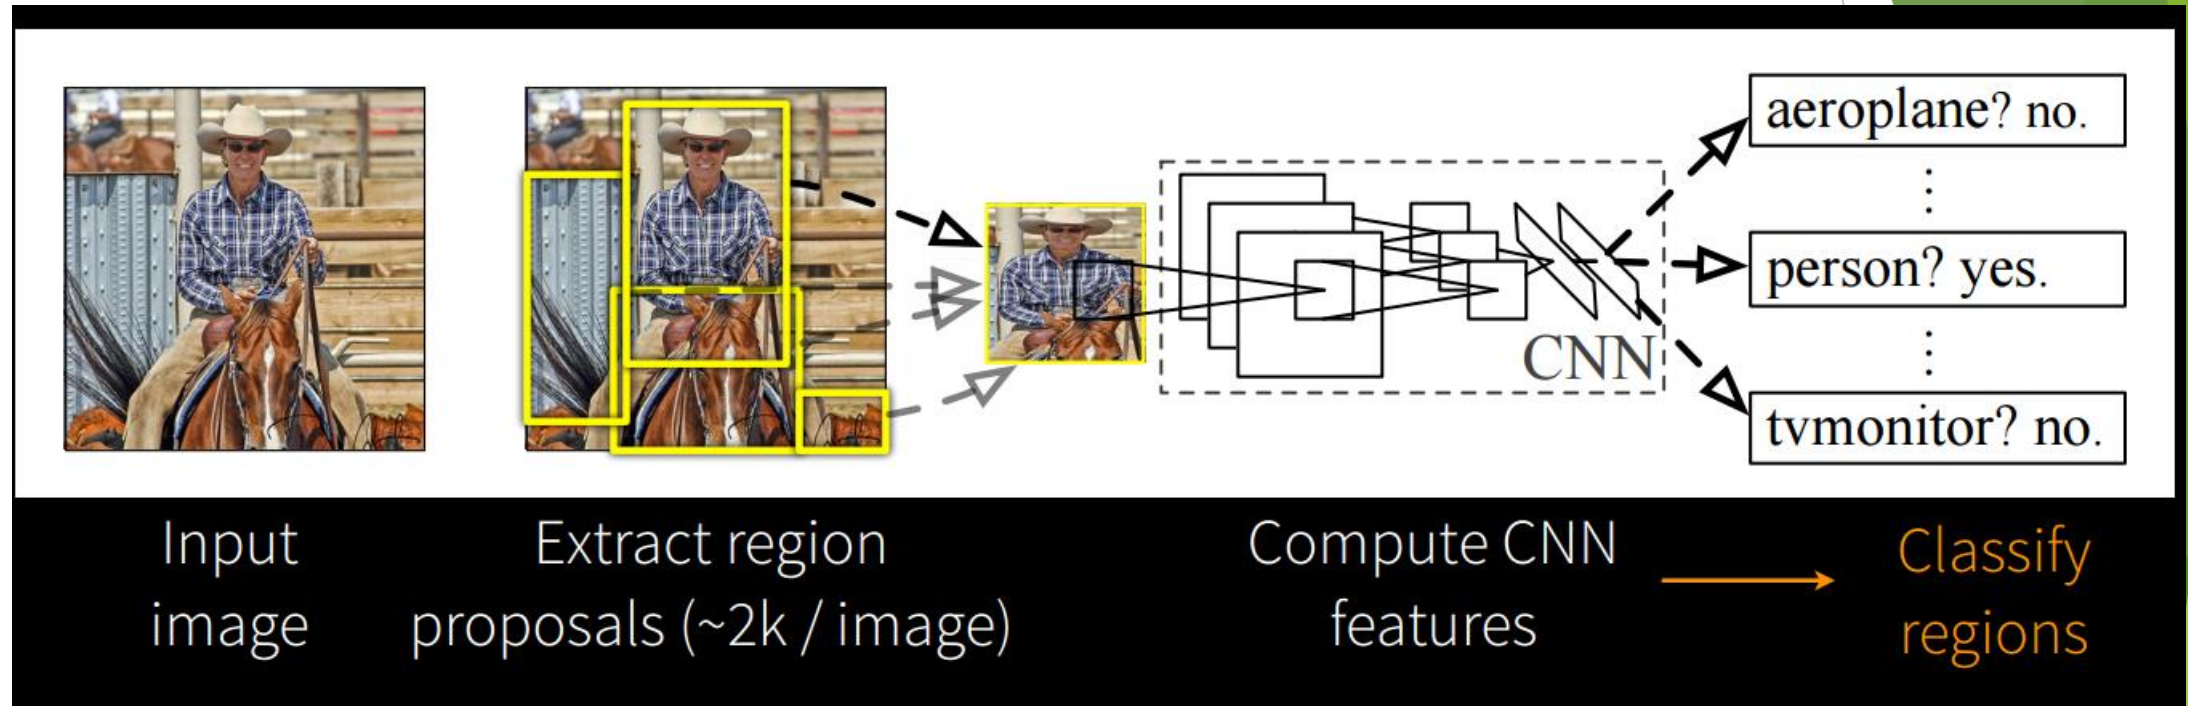 aeroplane? no.
person? yes.
CNN
tvmonitor? no.
Input
image
Extract region
proposals (~2k / image)
Compute CNN
features
Classify
regions